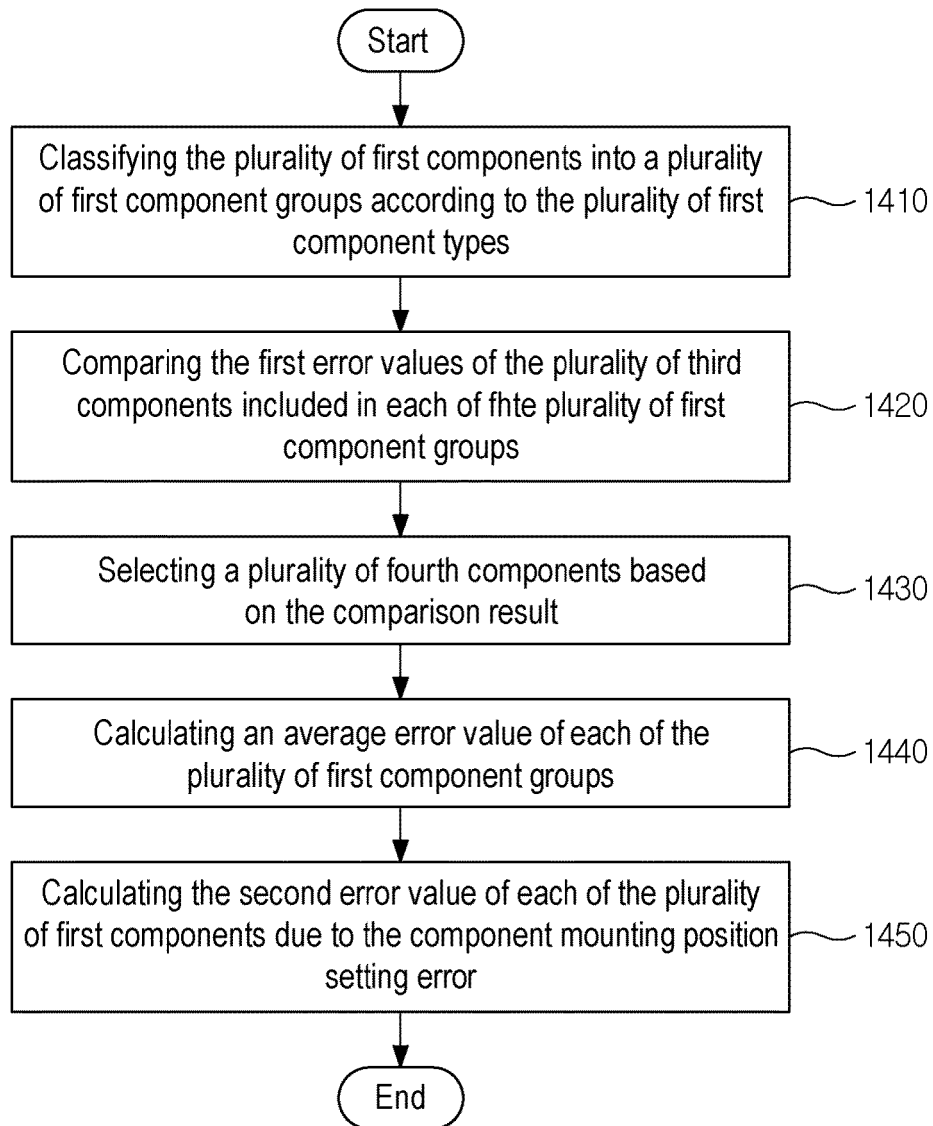 Start
Classifying the plurality of first components into a plurality
of first component groups according to the plurality of first
component types
1410
Comparing the first error values of the plurality of third
components included in each of fhte plurality of first
component groups
1420
Selecting a plurality of fourth components based
on the comparison result
1430
Calculating an average error value of each of the
plurality of first component groups
1440
Calculating the second error value of each of the plurality
of first components due to the component mounting position
setting error
1450
End